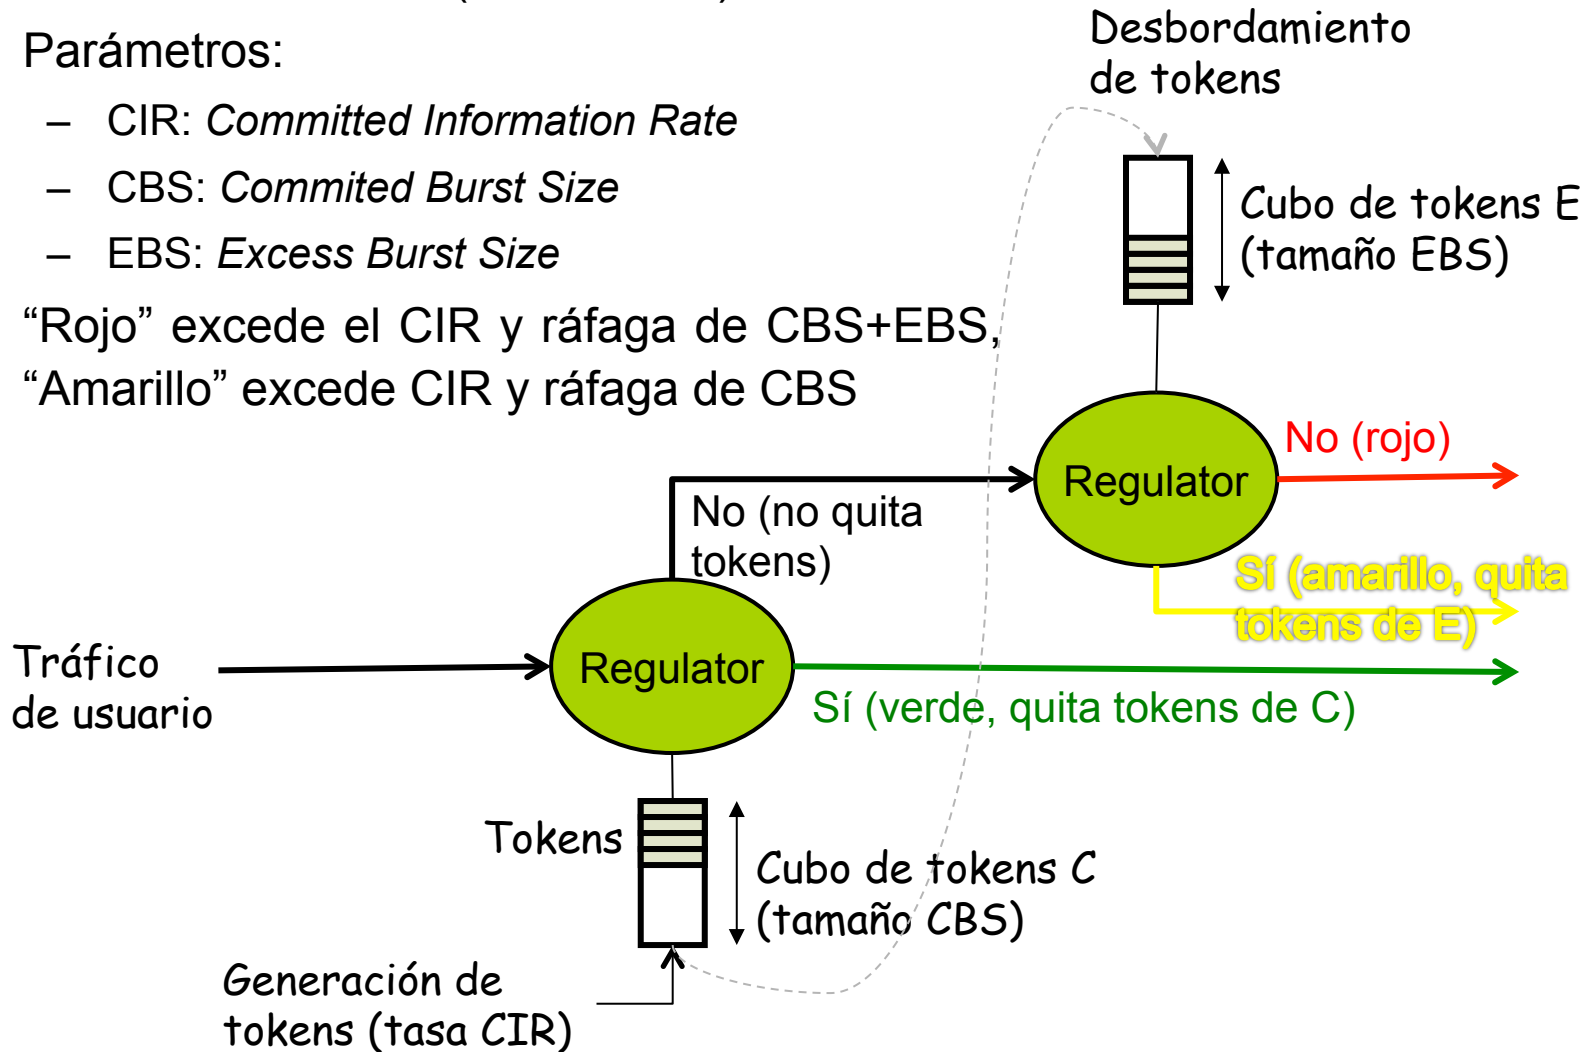 Parámetros:
– CIR: Committed Information Rate
– CBS: Commited Burst Size
– EBS: Excess Burst Size
“Rojo” excede el CIR y ráfaga de CBS+EBS,
“Amarillo” excede CIR y ráfaga de CBS
Desbordamiento
de tokens
Cubo de tokens E
(tamaño EBS)
Regulator
No (rojo)
No (no quita
tokens)
Sí (amarillo, quita
tokens de E)
Tráfico
de usuario
Regulator
Sí (verde, quita tokens de C)
Tokens
Cubo de tokens C
(tamaño CBS)
Generación de
tokens (tasa CIR)